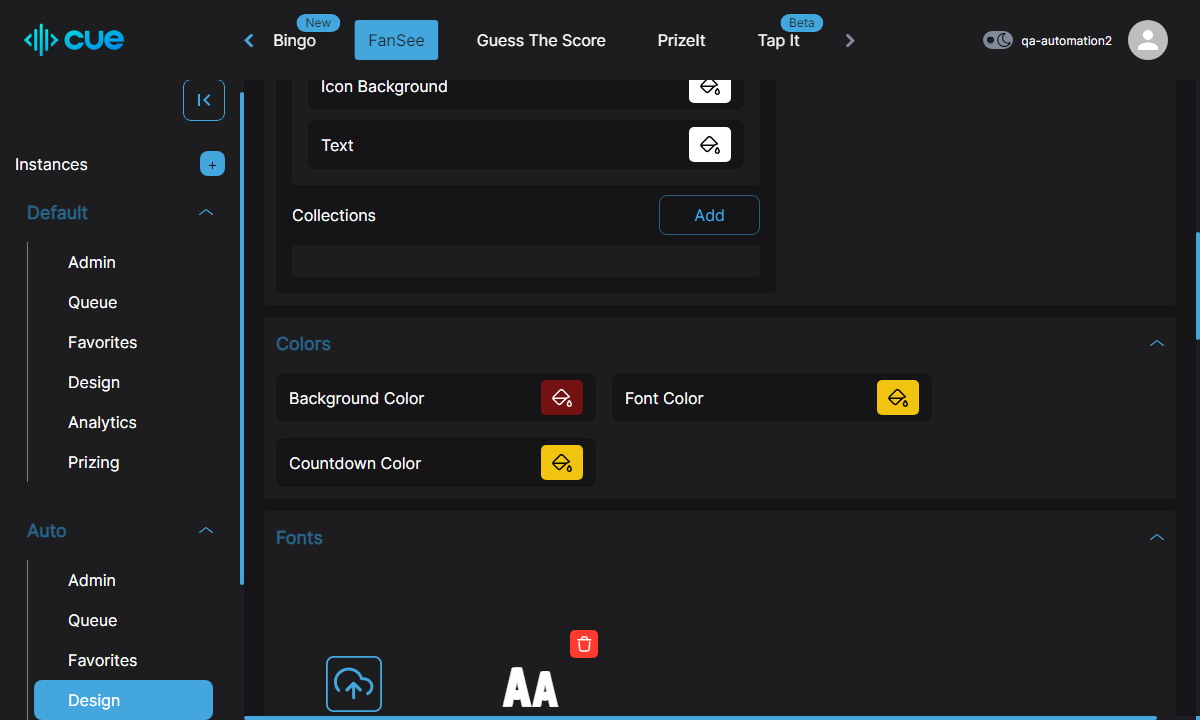 cue
New
Bingo
FanSee
Guess The Score
PrizeIt
Beta
Tap It
qa-automation2
Instances
+
Default
Admin
Queue
Favorites
Design
Analytics
Prizing
Auto
Admin
Queue
Favorites
Design
Icon Background
Text
Collections
Add
Colors
Background Color
Font Color
Countdown Color
Fonts
AA